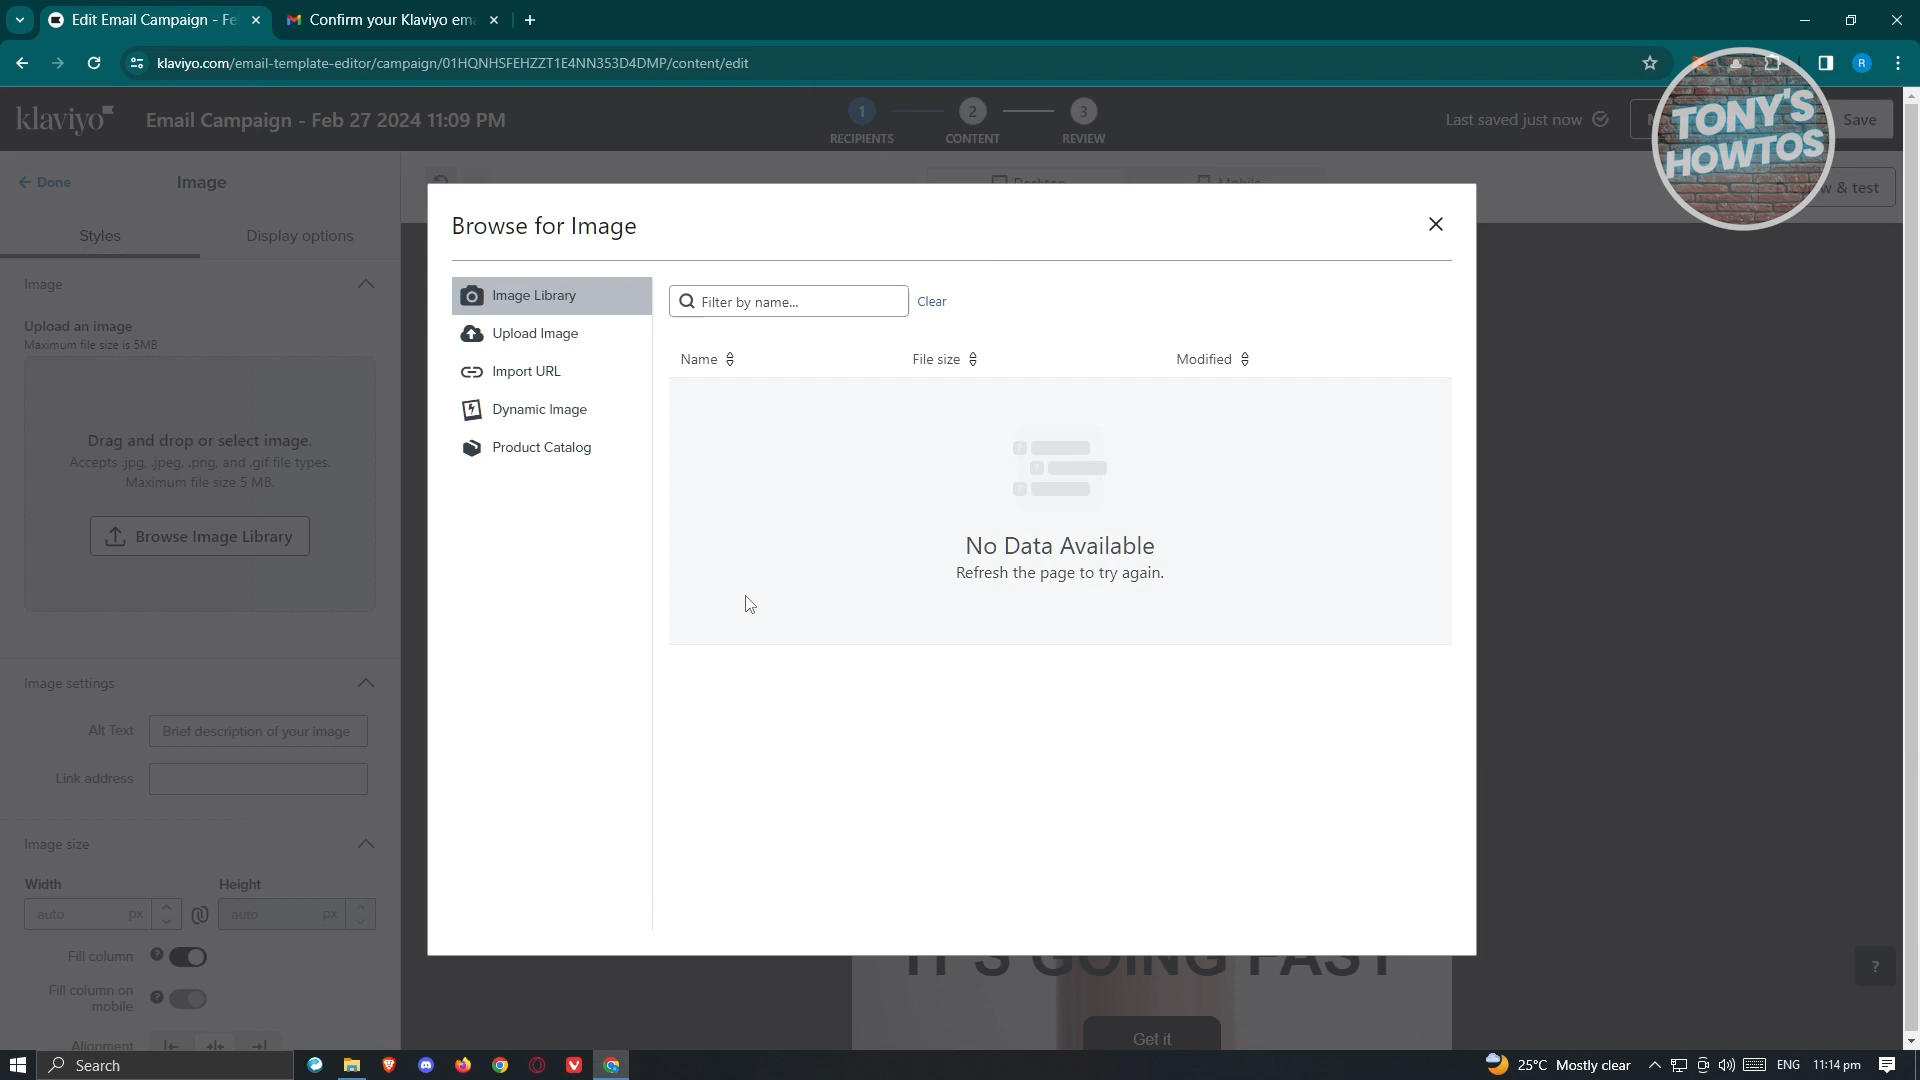 Edit Email Campaign - Fe
Confirm your Klaviyo ema
klaviyo.com/email-template-editor/campaign/01HQNHSFEHZZT1E4NN353D4DMP/content/edit
R
klaviyo
Email Campaign - Feb 27 2024 11:09 PM
1
2
3
RECIPIENTS
CONTENT
REVIEW
Last saved just now
Save
TONY'S
HOWTOS
Done
Image
Desktop
Mobile
& test
Styles
Display options
Image
Upload an image
Maximum file size is 5MB
Drag and drop or select image.
Accepts .jpg, .jpeg, .png, and .gif file types.
Maximum file size 5 MB.
Browse Image Library
Image settings
Alt Text
Brief description of your image
Link address
Image size
Width
Height
auto px
auto px
Fill column ?
Fill column on
mobile ?
Alignment
Browse for Image
Image Library
Upload Image
Import URL
Dynamic Image
Product Catalog
Filter by name...
Clear
Name
File size
Modified
No Data Available
Refresh the page to try again.
IT'S GOING FAST
Get it
?
Search
25°C Mostly clear
ENG
11:14 pm